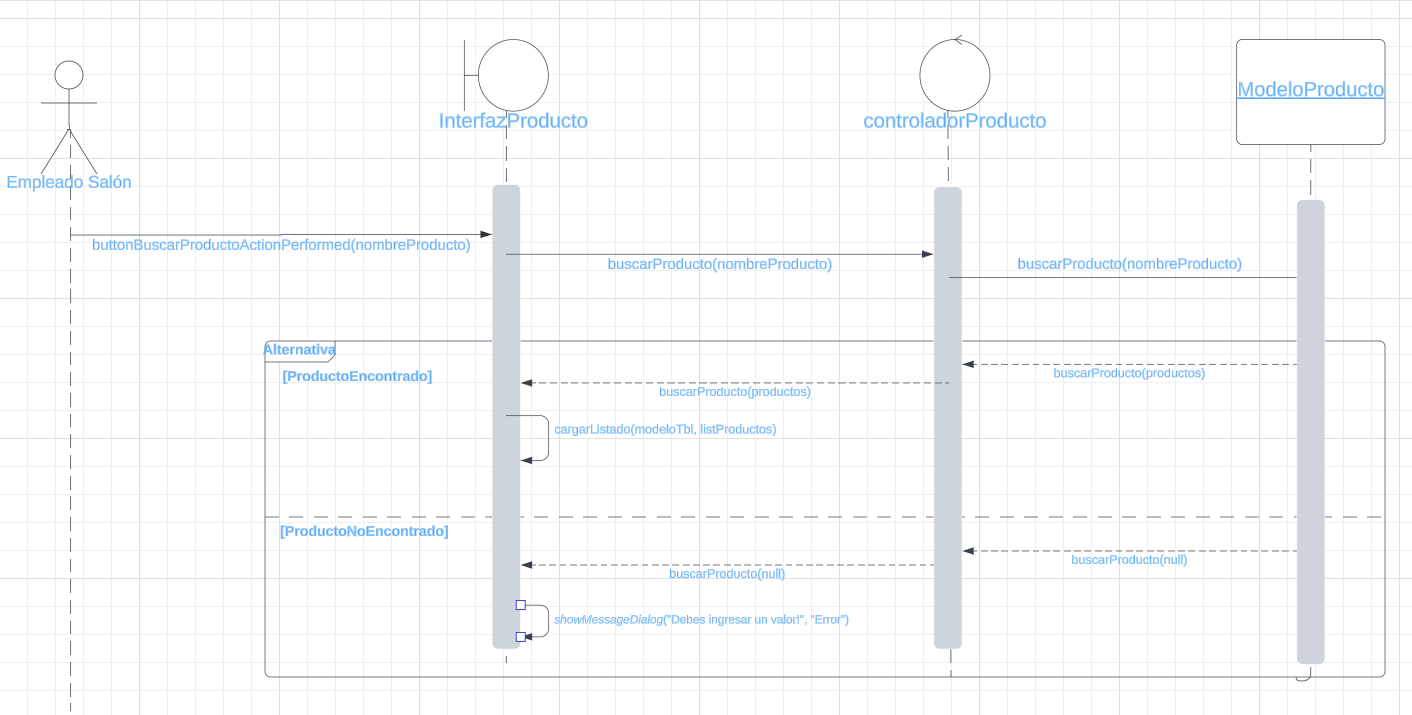 InterfazProducto
controladorProducto
ModeloProducto
Empleado Salón
buttonBuscarProductoActionPerformed(nombreProducto)
buscarProducto(nombreProducto)
buscarProducto(nombreProducto)
Alternativa
[ProductoEncontrado]
buscarProducto(productos)
buscarProducto(productos)
cargarListado(modeloTbl, listProductos)
[ProductoNoEncontrado]
buscarProducto(null)
buscarProducto(null)
showMessageDialog("Debes ingresar un valor!", "Error")